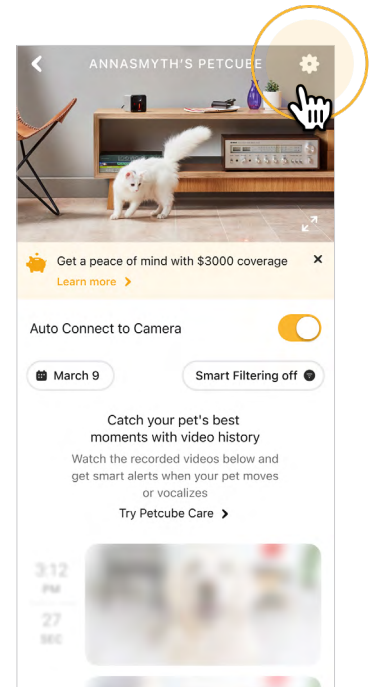 ANNASMYTH'S PETCUBE
Get a peace of mind with $3000 coverage
Learn more
Auto Connect to Camera
March 9
Smart Filtering off
Catch your pet's best
moments with video history
Watch the recorded videos below and
get smart alerts when your pet moves
or vocalizes
Try Petcube Care
3:12
PM
27
SEC